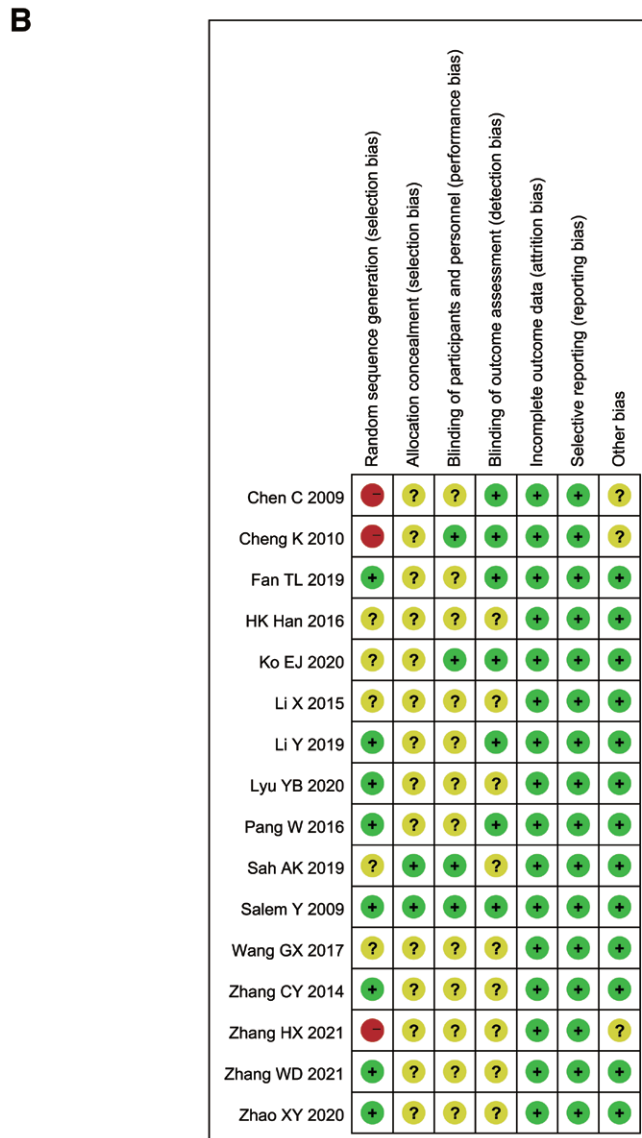 B
Random sequence generation (selection bias)
Allocation concealment (selection bias)
Blinding of participants and personnel (performance bias)
Blinding of outcome assessment (detection bias)
Incomplete outcome data (attrition bias)
Selective reporting (reporting bias)
Other bias
Chen C 2009 - ? ? + + + ?
Cheng K 2010 - ? + + + + ?
Fan TL 2019 + ? ? + + + +
HK Han 2016 ? ? ? ? + + +
Ko EJ 2020 ? ? + + + + +
Li X 2015 ? ? ? ? + + +
Li Y 2019 + ? ? + + + +
Lyu YB 2020 + ? ? ? + + +
Pang W 2016 + ? ? + + + +
Sah AK 2019 ? + + ? + + +
Salem Y 2009 + + + + + + +
Wang GX 2017 ? ? ? ? + + +
Zhang CY 2014 + ? ? ? + + +
Zhang HX 2021 - ? ? ? + + ?
Zhang WD 2021 + ? ? ? + + +
Zhao XY 2020 + ? ? ? + + +